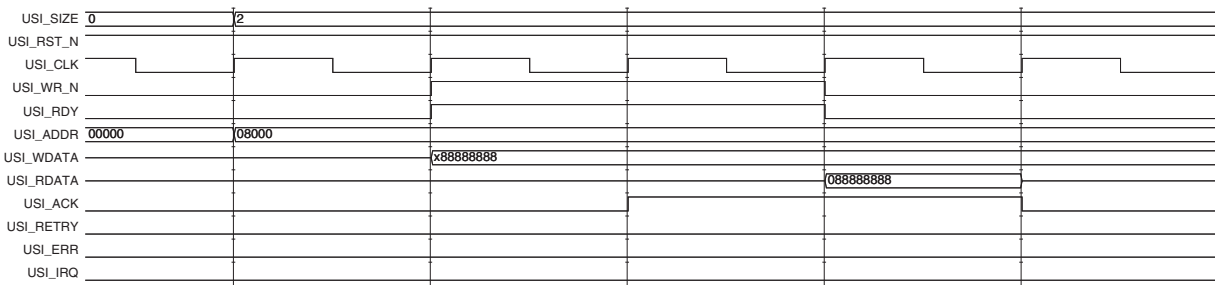 USI_SIZE 0 2
USI_RST_N
USI_CLK
USI_WR_N
USI_RDY
USI_ADDR 00000 08000
USI_WDATA x88888888
USI_RDATA 088888888
USI_ACK
USI_RETRY
USI_ERR
USI_IRQ